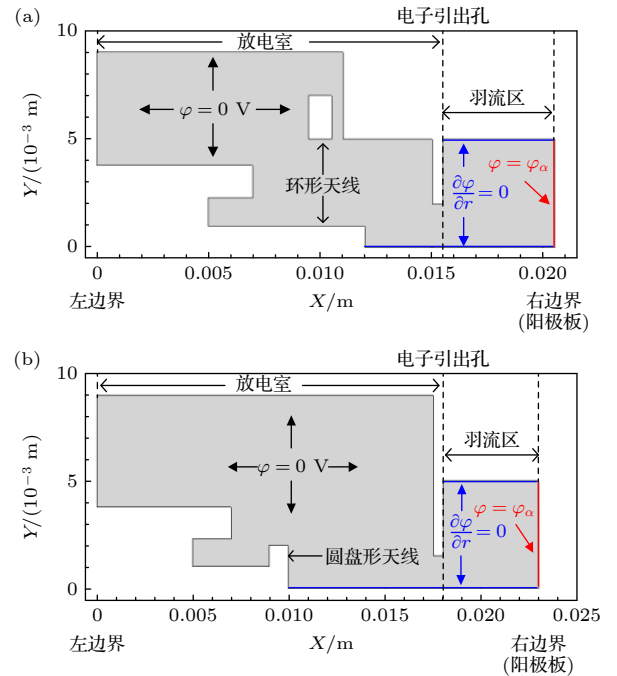 (a)
电子引出孔
10
放电室
羽流区
φ = 0 V
φ = φα
5
环形天线
∂φ/∂r = 0
Y/(10⁻³ m)
0
0 0.005 0.010 0.015 0.020
左边界 X/m 右边界
(阳极板)
(b)
电子引出孔
10
放电室
羽流区
φ = 0 V
5
φ = φα
∂φ/∂r = 0
圆盘形天线
Y/(10⁻³ m)
0
0 0.005 0.010 0.015 0.020 0.025
左边界 X/m 右边界
(阳极板)